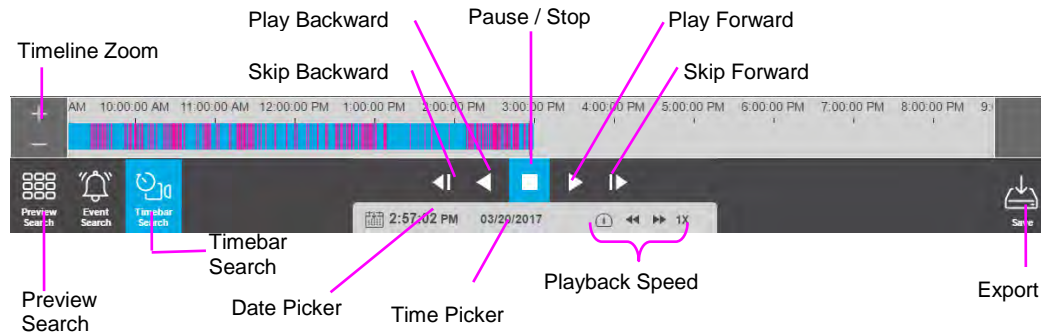 Play Backward
Pause / Stop
Play Forward
Timeline Zoom
Skip Backward
Skip Forward
AM 10:00:00 AM 11:00:00 AM 12:00:00 PM 1:00:00 PM 2:00:00 PM 3:00:00 PM 4:00:00 PM 5:00:00 PM 6:00:00 PM 7:00:00 PM 8:00:00 PM 9:
+
–
Preview Search
Event Search
Timebar Search
Save
2:57:02 PM 03/29/2017 1X
Timebar
Search
Playback Speed
Export
Preview
Search
Date Picker
Time Picker